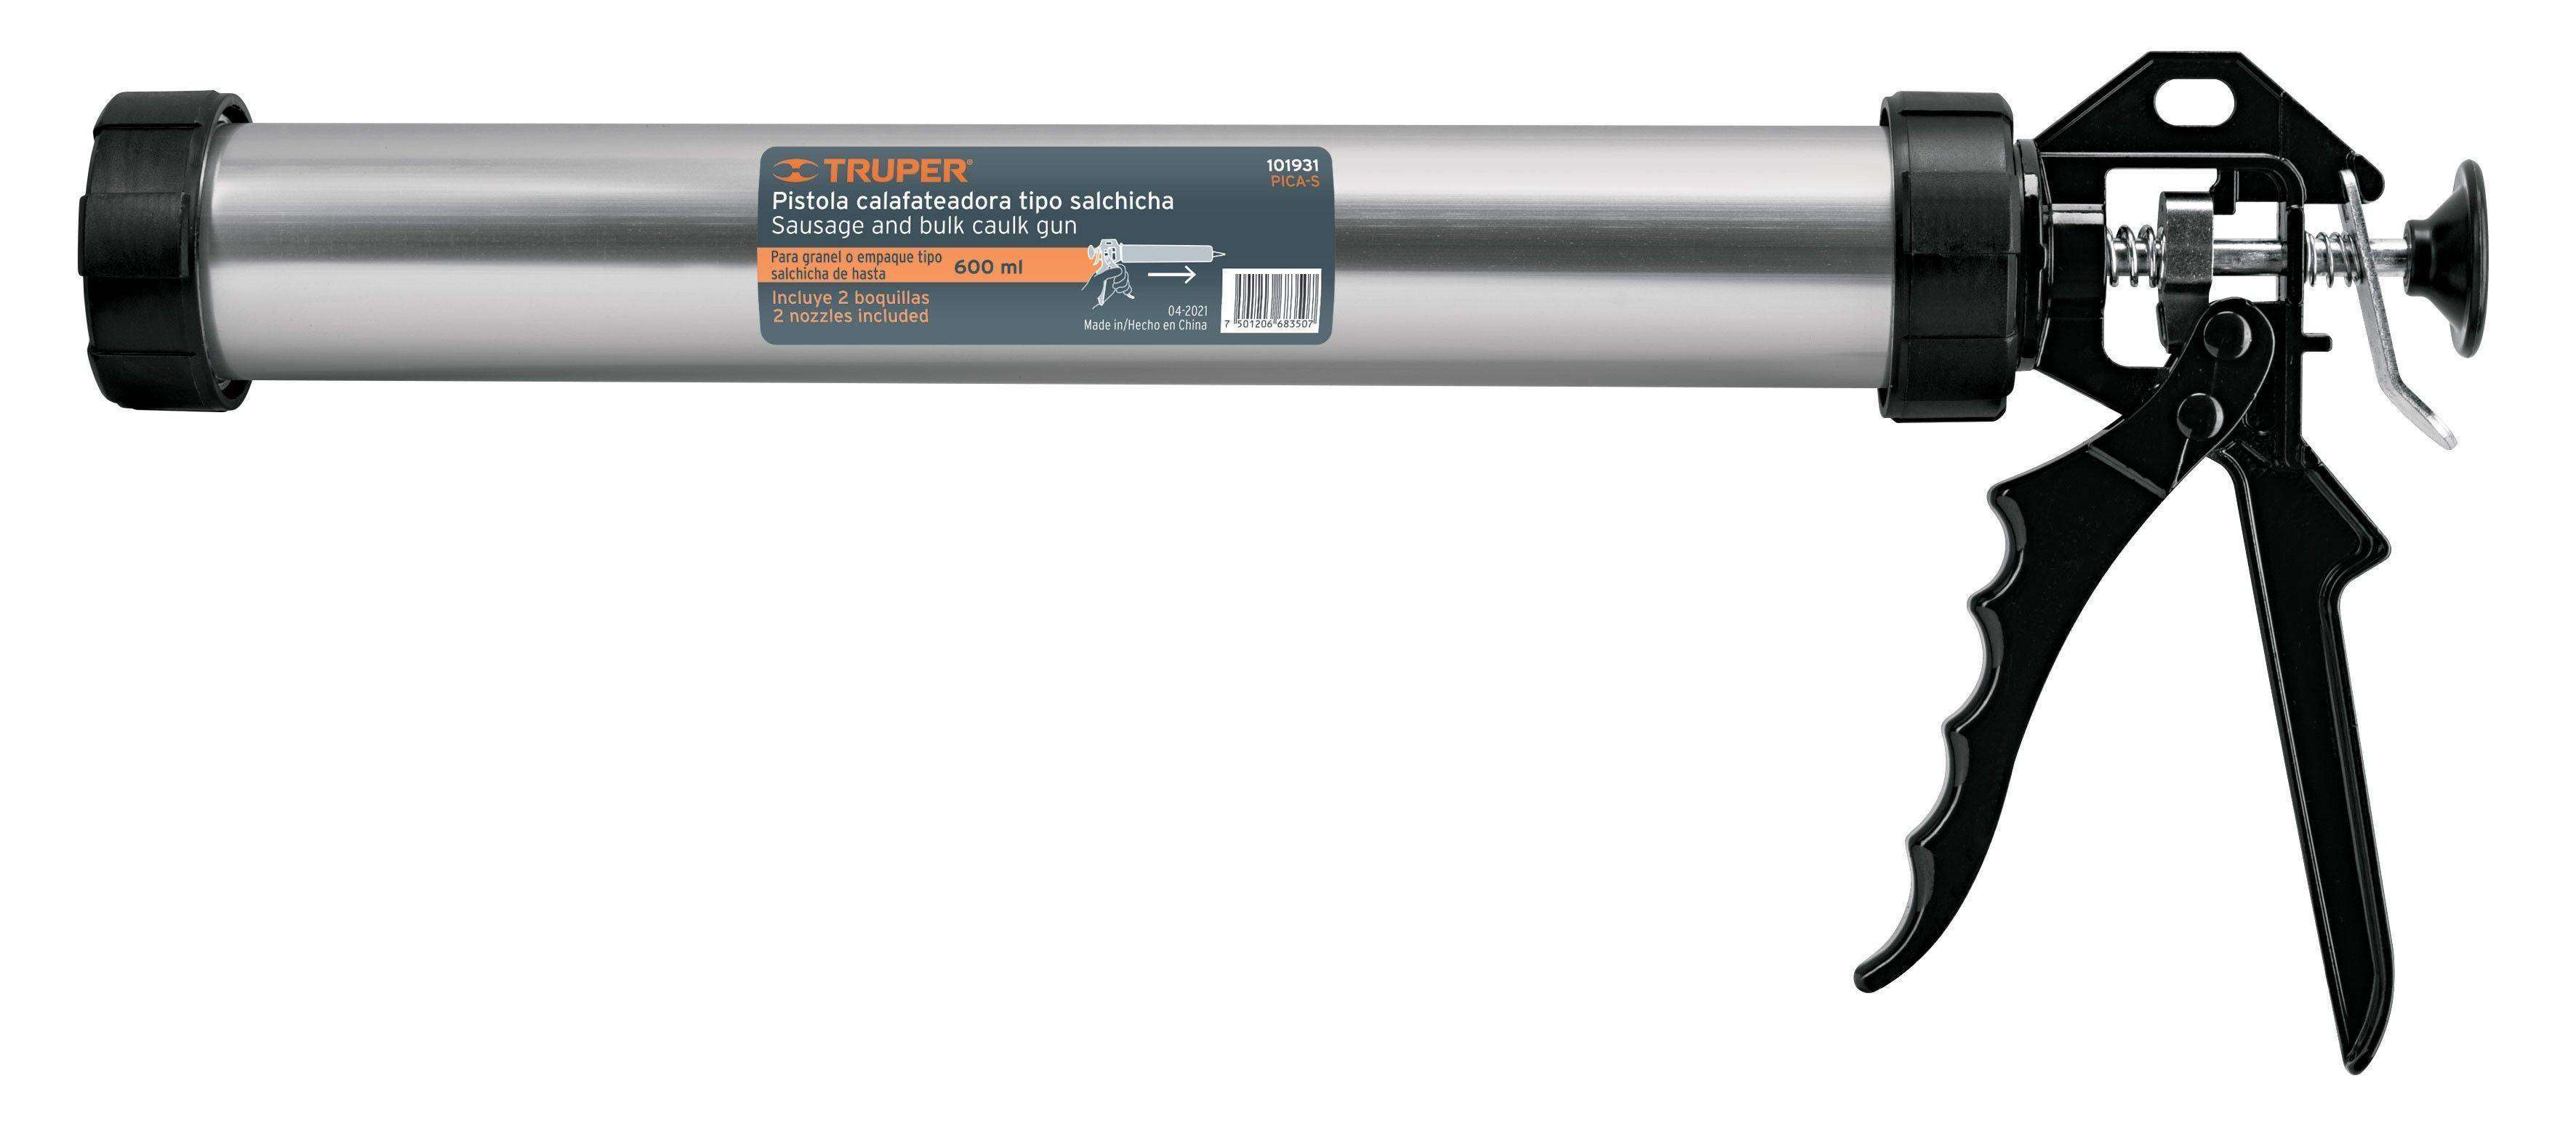 TRUPER®
101931
PICA-S
Pistola calafateadora tipo salchicha
Sausage and bulk caulk gun
Para granel o empaque tipo
salchicha de hasta
600 ml
Incluye 2 boquillas
2 nozzles included
04-2021
Made in/Hecho en China
7 501206 683507